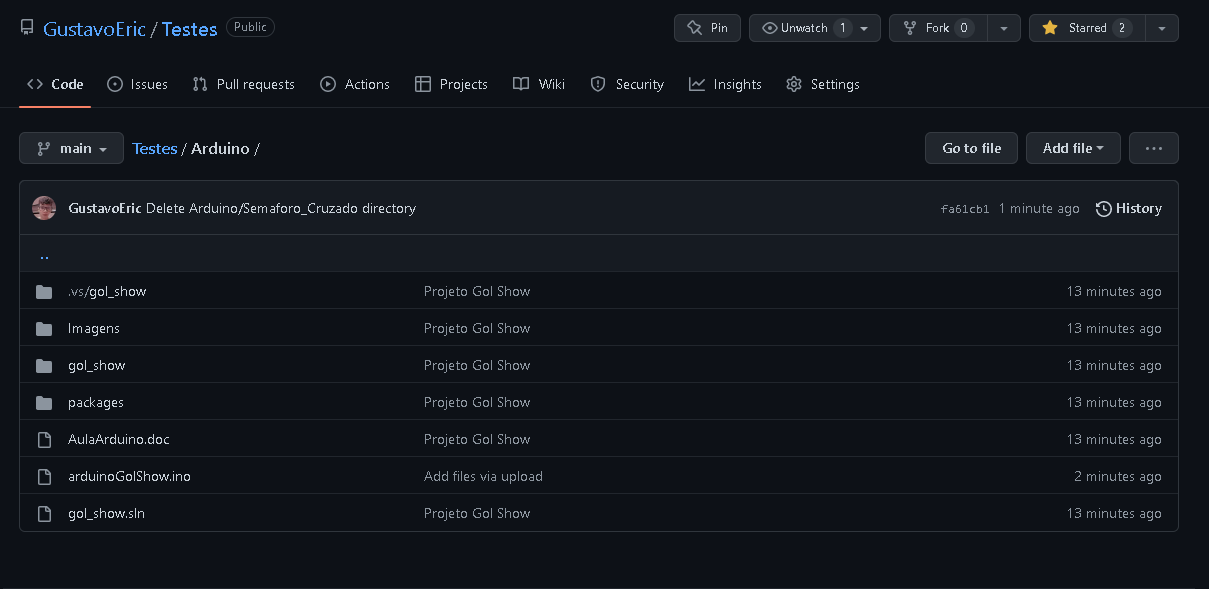 GustavoEric / Testes Public Pin Unwatch 1 Fork 0 Starred 2
Code Issues Pull requests Actions Projects Wiki Security Insights Settings
main Testes / Arduino / Go to file Add file ...
GustavoEric Delete Arduino/Semaforo_Cruzado directory fa61cb1 1 minute ago History
..
.vs/gol_show Projeto Gol Show 13 minutes ago
Imagens Projeto Gol Show 13 minutes ago
gol_show Projeto Gol Show 13 minutes ago
packages Projeto Gol Show 13 minutes ago
AulaArduino.doc Projeto Gol Show 13 minutes ago
arduinoGolShow.ino Add files via upload 2 minutes ago
gol_show.sln Projeto Gol Show 13 minutes ago